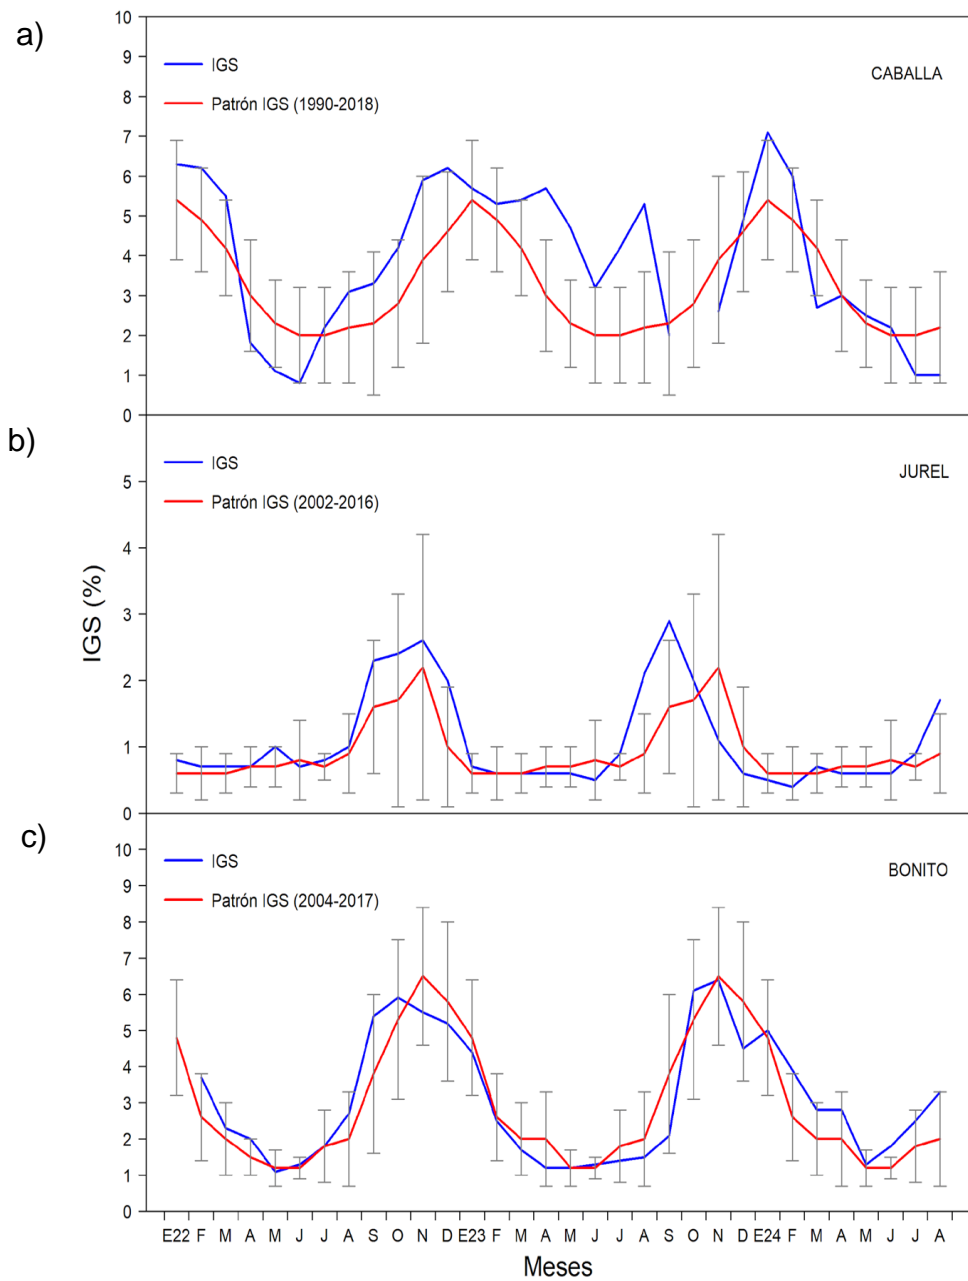 a)
10
9
8
7
6
5
4
3
2
1
0
IGS
Patrón IGS (1990-2018)
CABALLA
b)
5
4
3
2
1
0
IGS
Patrón IGS (2002-2016)
JUREL
IGS (%)
c)
10
9
8
7
6
5
4
3
2
1
0
IGS
Patrón IGS (2004-2017)
BONITO
E22 F M A M J J A S O N D E23 F M A M J J A S O N D E24 F M A M J J A
Meses